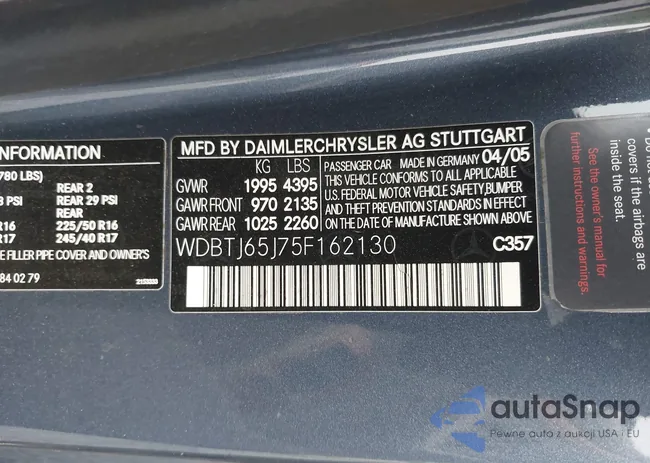 INFORMATION
780 LBS)
REAR 2
PSI
REAR 29 PSI
REAR
R16
225/50 R16
R17
245/40 R17
E FILLER PIPE COVER AND OWNER'S
84 02 79
MFD BY DAIMLERCHRYSLER AG STUTTGART
KG LBS
GVWR 1995 4395
GAWR FRONT 970 2135
GAWR REAR 1025 2260
PASSENGER CAR MADE IN GERMANY 04/05
THIS VEHICLE CONFORMS TO ALL APPLICABLE
U.S. FEDERAL MOTOR VEHICLE SAFETY, BUMPER
AND THEFT PREVENTION STANDARDS IN EFFECT
ON THE DATE OF MANUFACTURE SHOWN ABOVE.
WDBTJ65J75F162130
C357
Do not
covers if the
airbags are
inside the seat.
See the owner's manual for
further instructions and warnings.
autoSnap
Pewne auto z aukcji USA i EU